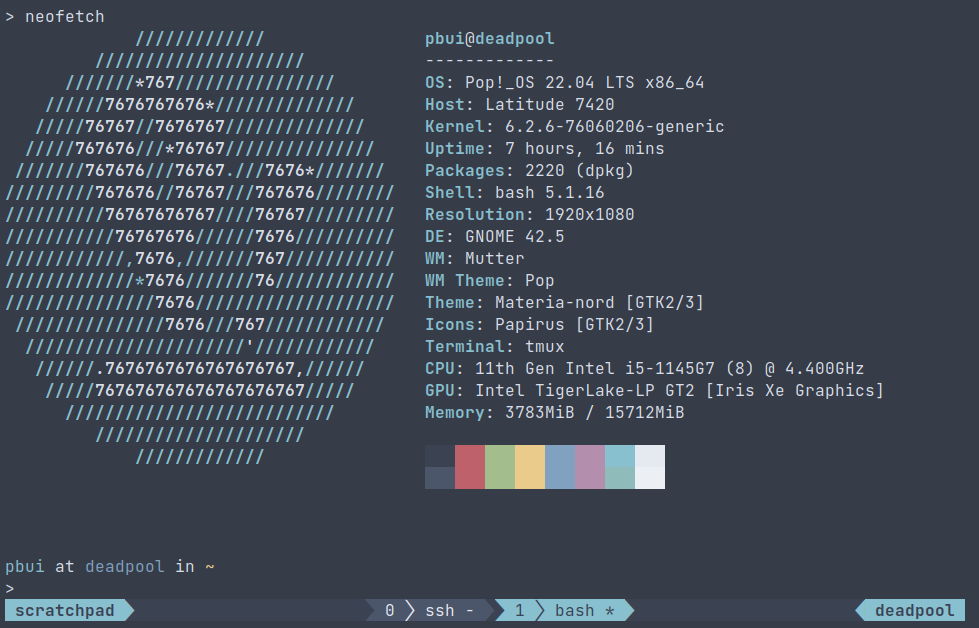 > neofetch
             /////////////                pbui@deadpool
         /////////////////////            -------------
      ///////*767////////////////         OS: Pop!_OS 22.04 LTS x86_64
    //////7676767676*//////////////       Host: Latitude 7420
   /////76767//7676767//////////////      Kernel: 6.2.6-76060206-generic
  /////767676///*76767///////////////     Uptime: 7 hours, 16 mins
 ///////767676///76767.///7676*///////    Packages: 2220 (dpkg)
/////////767676//76767///767676////////   Shell: bash 5.1.16
//////////76767676767////76767/////////   Resolution: 1920x1080
///////////76767676//////7676//////////   DE: GNOME 42.5
////////////,7676,///////767///////////   WM: Mutter
/////////////*7676///////76////////////   WM Theme: Pop
///////////////7676////////////////////   Theme: Materia-nord [GTK2/3]
 ///////////////7676///767////////////    Icons: Papirus [GTK2/3]
  //////////////////////'////////////     Terminal: tmux
   //////.7676767676767676767,//////      CPU: 11th Gen Intel i5-1145G7 (8) @ 4.400GHz
    /////767676767676767676767/////       GPU: Intel TigerLake-LP GT2 [Iris Xe Graphics]
      ///////////////////////////         Memory: 3783MiB / 15712MiB
         /////////////////////
             /////////////
pbui at deadpool in ~
>
scratchpad 0 ssh - 1 bash * deadpool